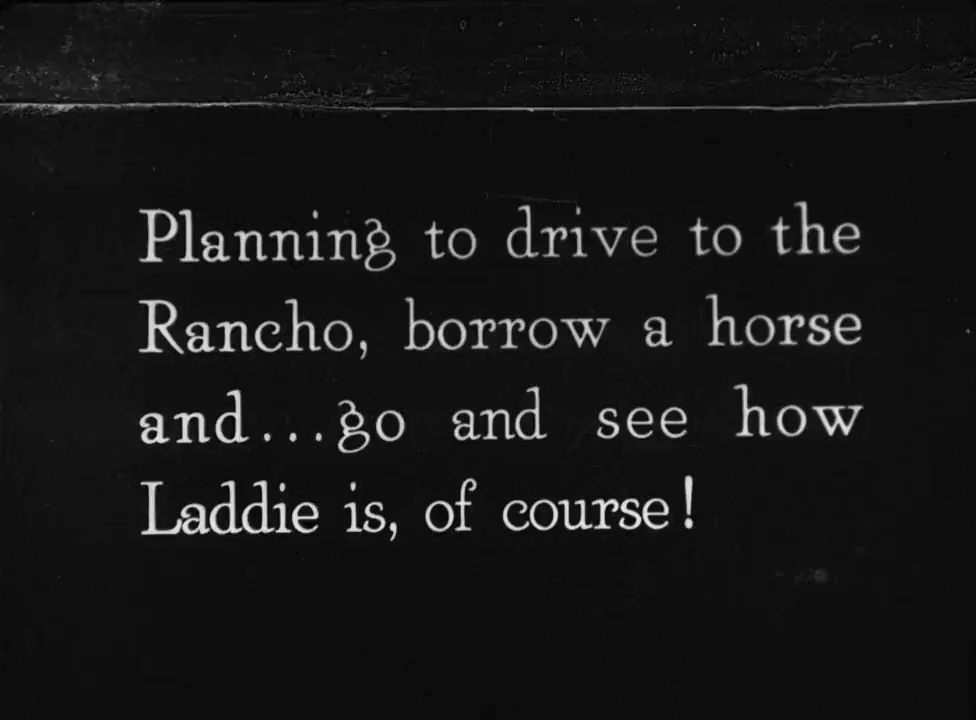 Planning to drive to the
Rancho, borrow a horse
and...go and see how
Laddie is, of course!